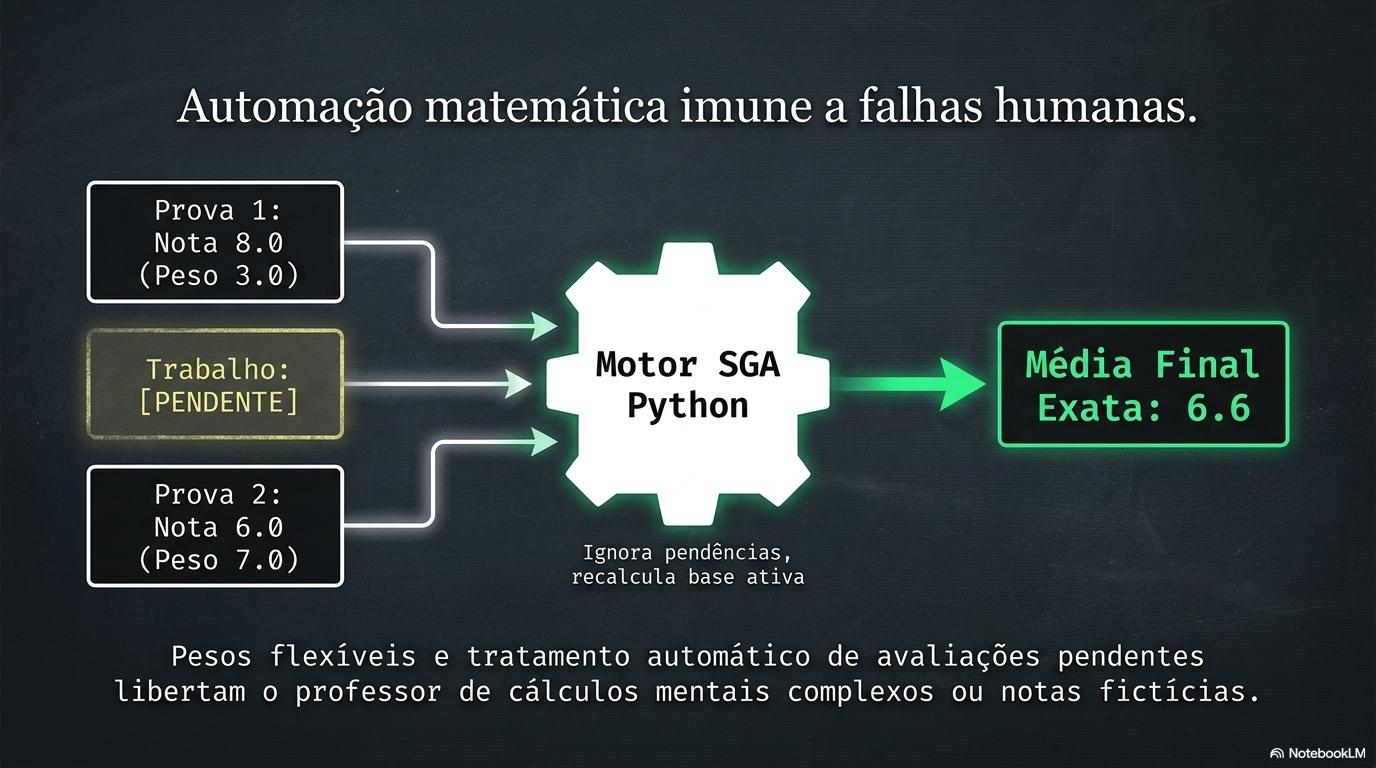 Automação matemática imune a falhas humanas.
Prova 1:
Nota 8.0
(Peso 3.0)
Trabalho:
[PENDENTE]
Prova 2:
Nota 6.0
(Peso 7.0)
Motor SGA
Python
Ignora pendências,
recalcula base ativa
Média Final
Exata: 6.6
Pesos flexíveis e tratamento automático de avaliações pendentes
libertam o professor de cálculos mentais complexos ou notas fictícias.
NotebookLM